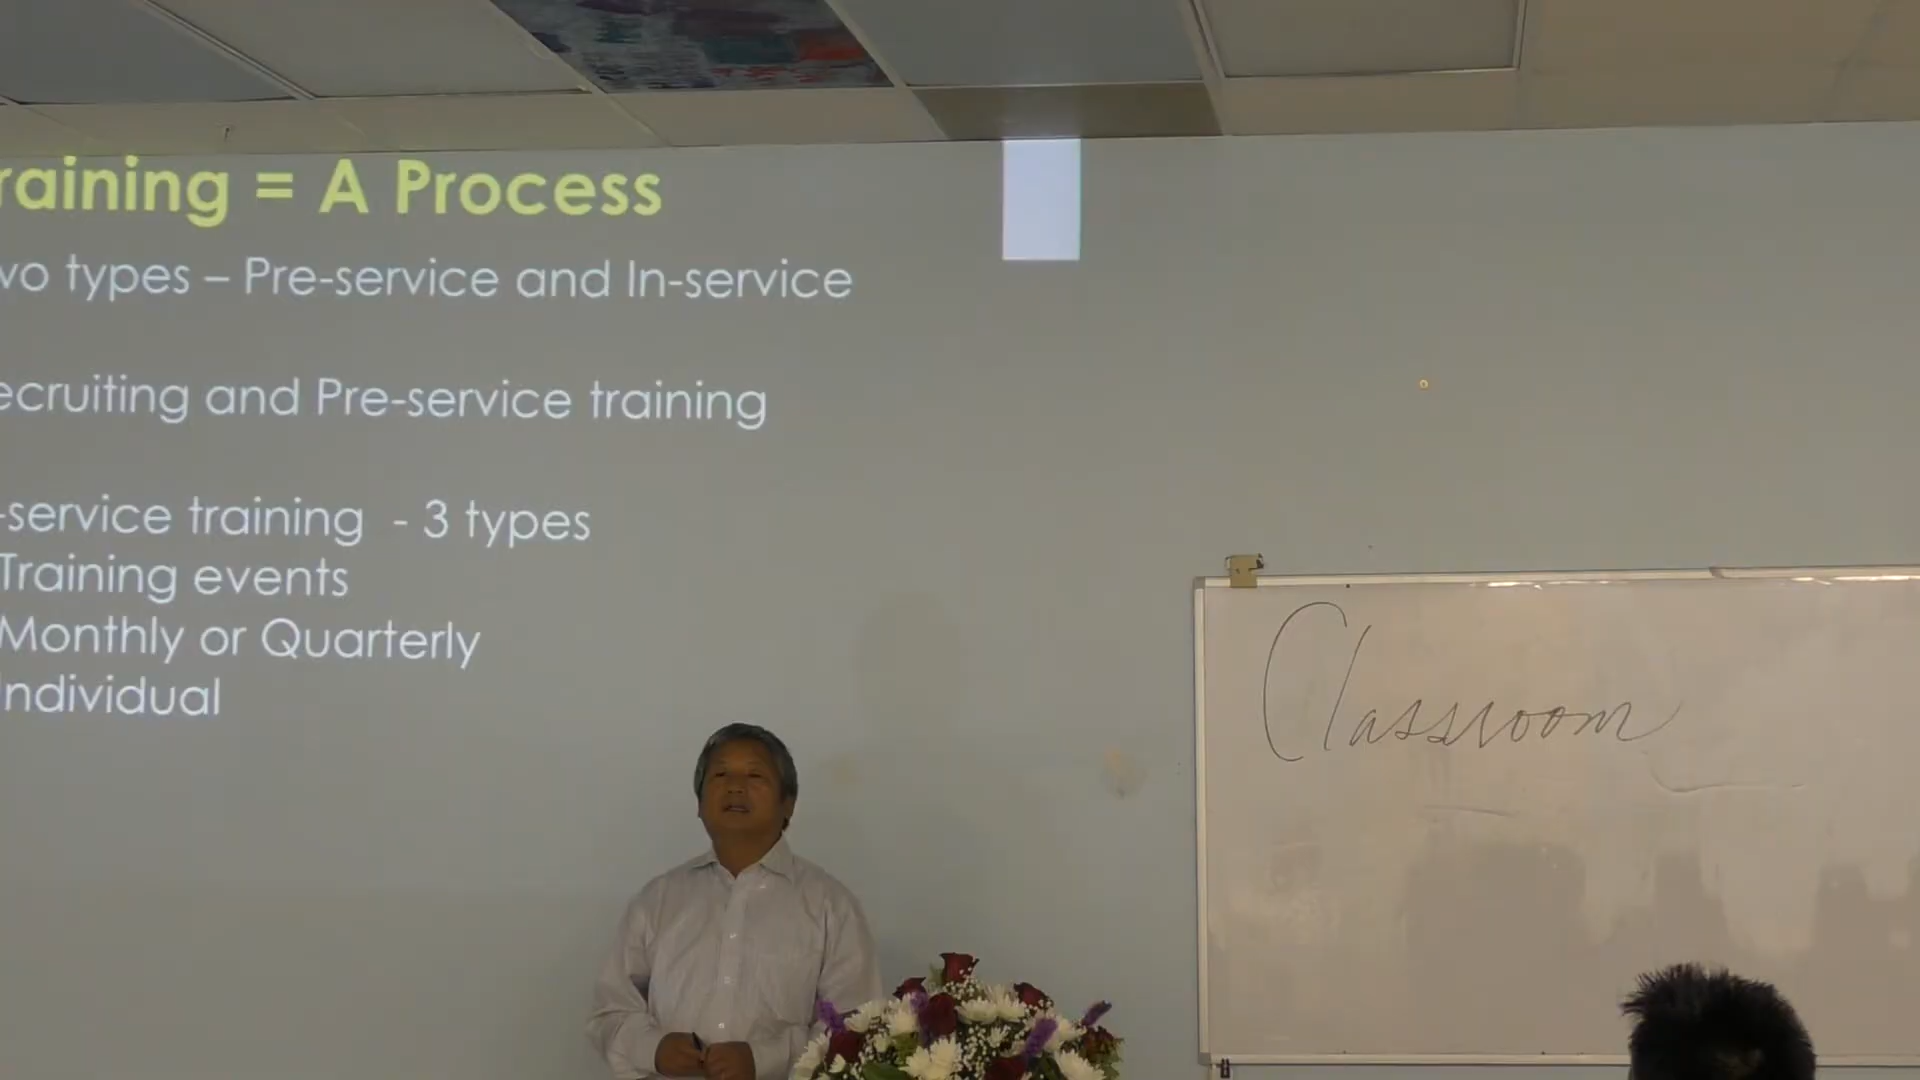 raining = A Process
wo types – Pre-service and In-service
ecruiting and Pre-service training
-service training - 3 types
Training events
Monthly or Quarterly
Individual
Classroom